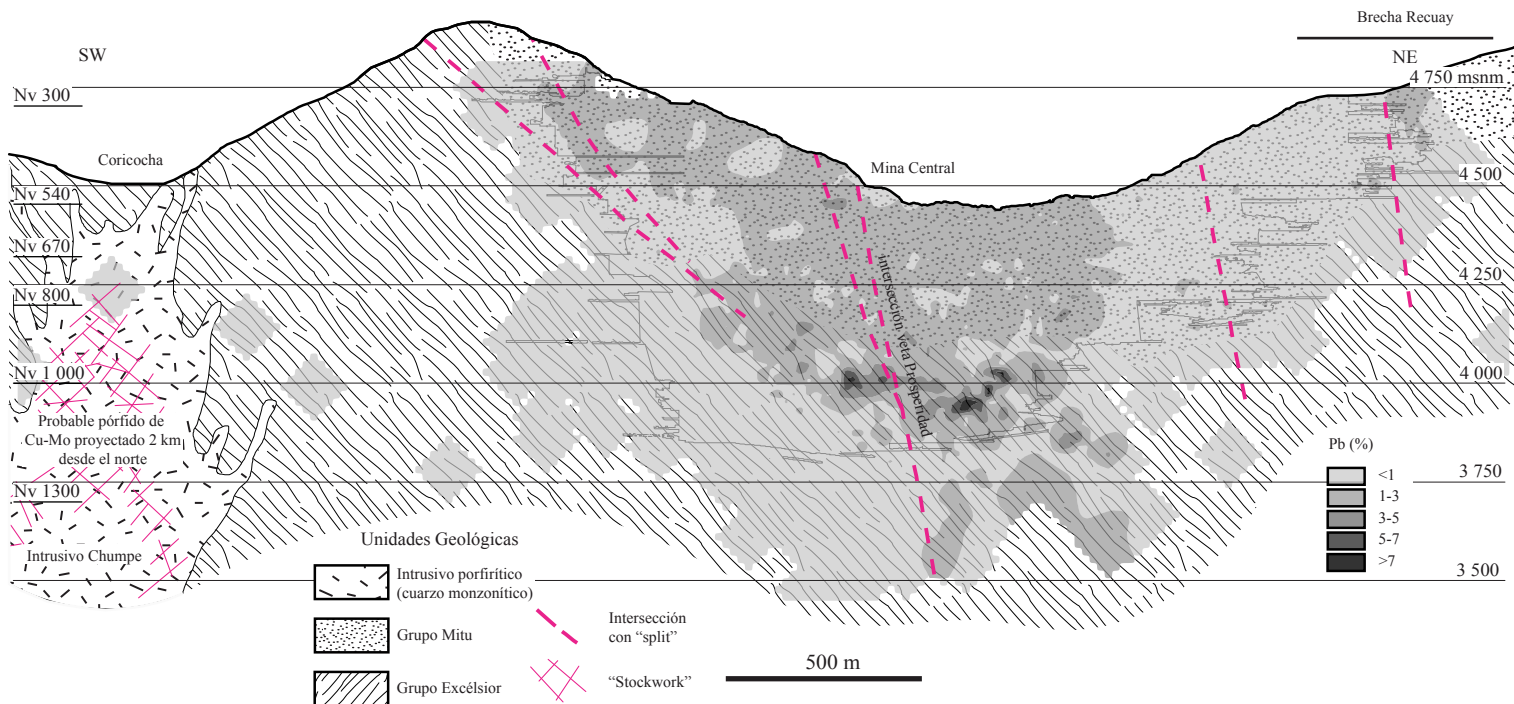 Brecha Recuay
SW
NE
Nv 300
4 750 msnm
Coricocha
Mina Central
Nv 540
4 500
Nv 670
Nv 800
4 250
Intersección veta Prosperidad
Nv 1 000
4 000
Probable pórfido de
Cu-Mo proyectado 2 km
desde el norte
Nv 1300
3 750
Intrusivo Chumpe
3 500
Pb (%)
<1
1-3
3-5
5-7
>7
Unidades Geológicas
Intrusivo porfirítico
(cuarzo monzonítico)
Grupo Mitu
Grupo Excélsior
Intersección
con “split”
“Stockwork”
500 m